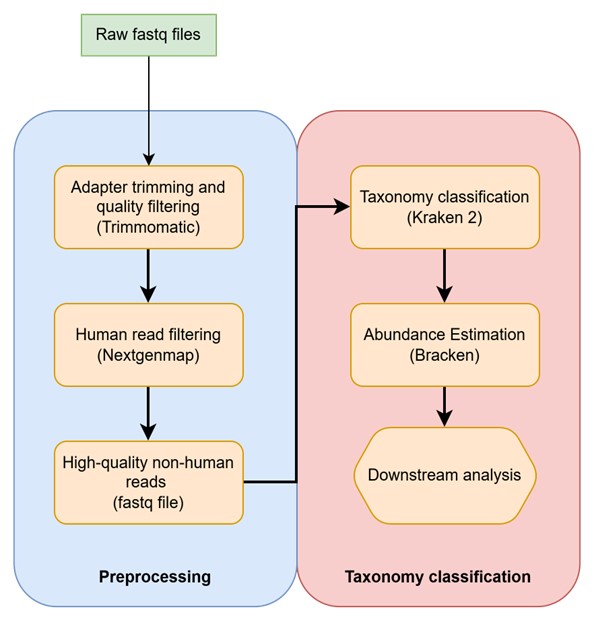 Raw fastq files
Adapter trimming and
quality filtering
(Trimmomatic)
Human read filtering
(Nextgenmap)
High-quality non-human
reads
(fastq file)
Preprocessing
Taxonomy classification
(Kraken 2)
Abundance Estimation
(Bracken)
Downstream analysis
Taxonomy classification